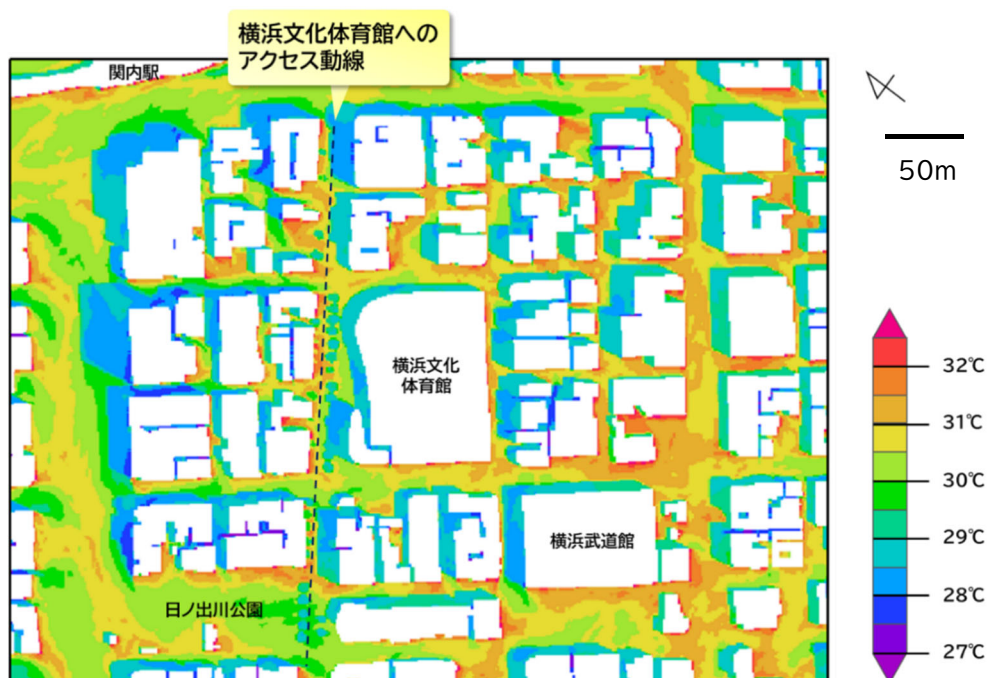 横浜文化体育館への
アクセス動線
関内駅
50m
横浜文化
体育館
横浜武道館
日ノ出川公園
32℃
31℃
30℃
29℃
28℃
27℃